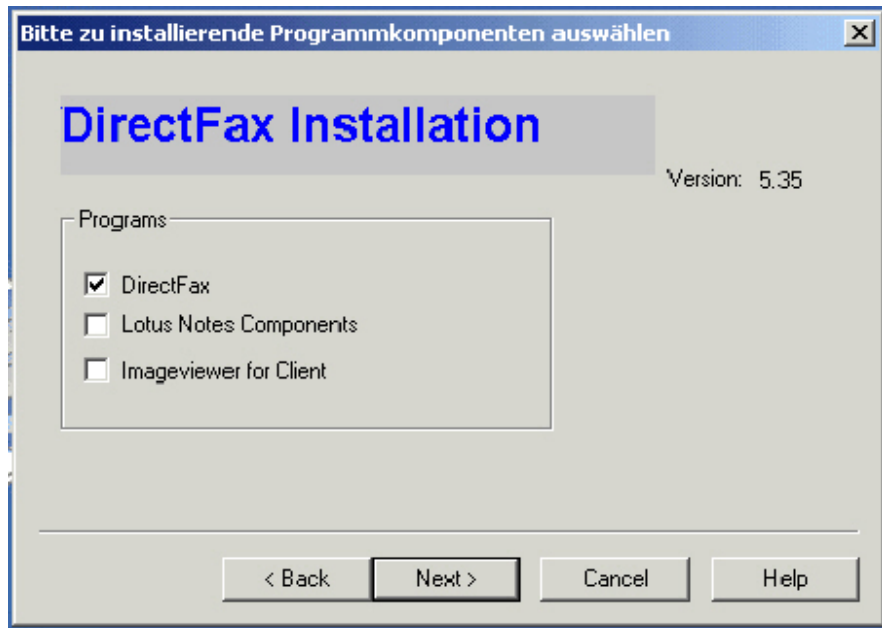 Bitte zu installierende Programmkomponenten auswählen
DirectFax Installation
Version: 5.35
Programs
DirectFax
Lotus Notes Components
Imageviewer for Client
< Back Next > Cancel Help